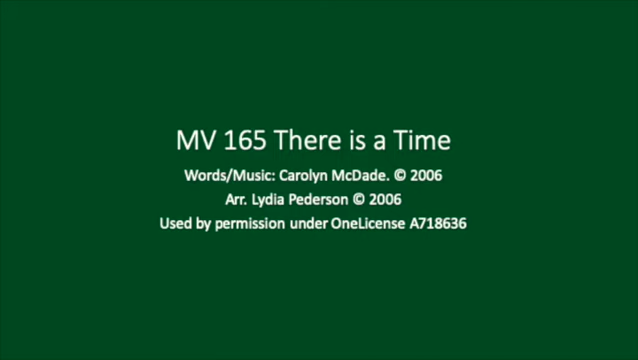 MV 165 There is a Time
Words/Music: Carolyn McDade. © 2006
Arr. Lydia Pederson © 2006
Used by permission under OneLicense A718636